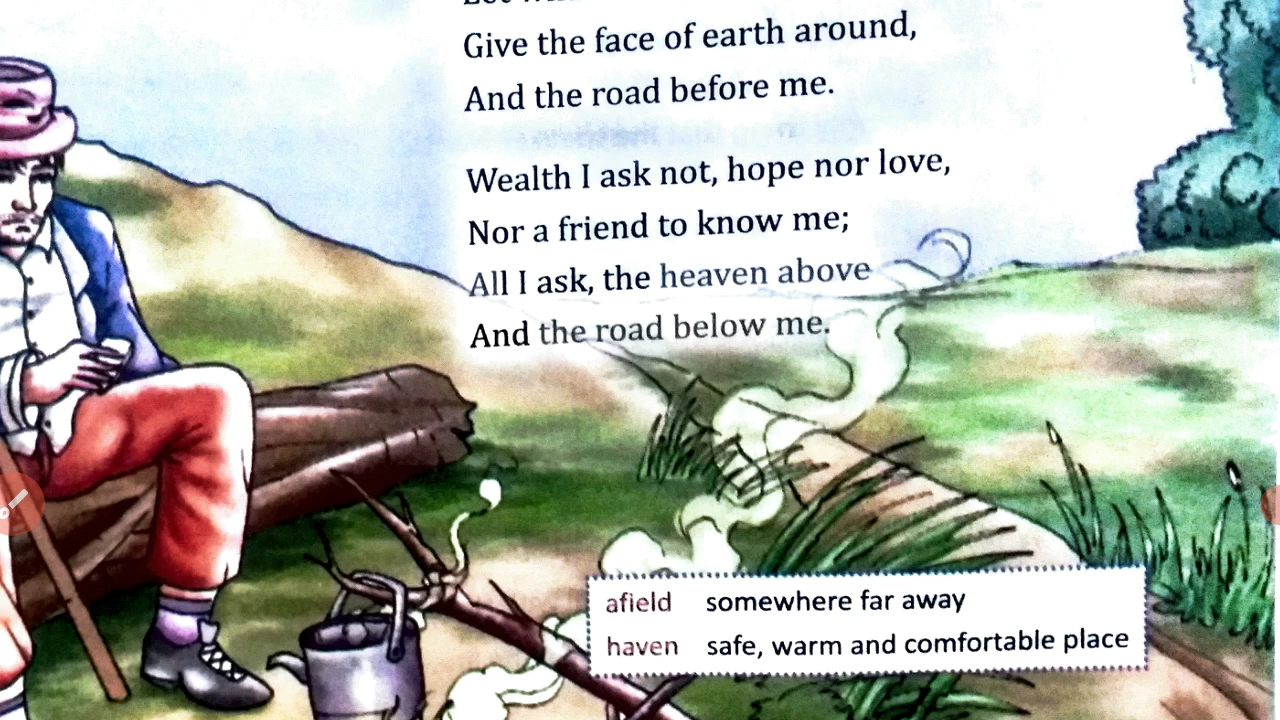 Give the face of earth around,
And the road before me.
Wealth I ask not, hope nor love,
Nor a friend to know me;
All I ask, the heaven above
And the road below me.
afield somewhere far away
haven safe, warm and comfortable place